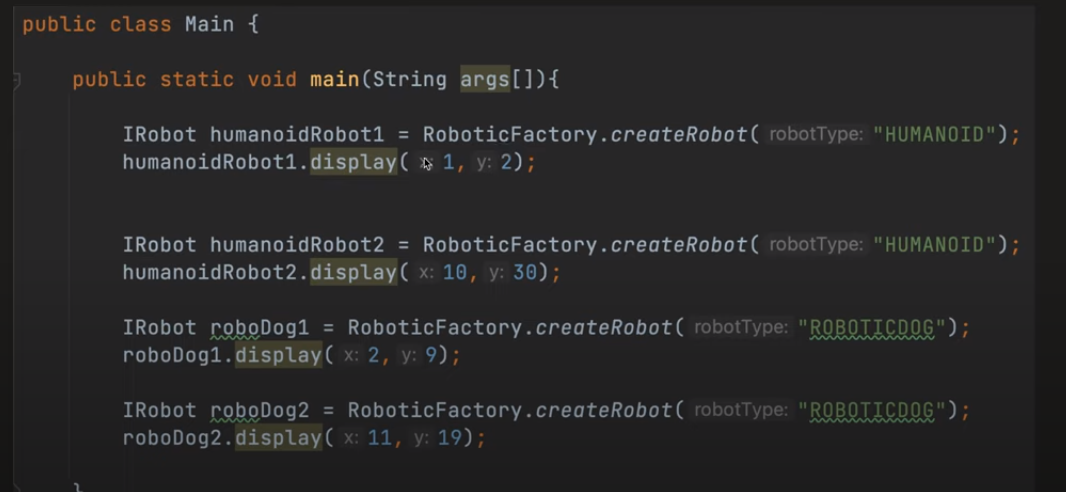 public class Main {
public static void main(String args[]){
IRobot humanoidRobot1 = RoboticFactory.createRobot( robotType: "HUMANOID");
humanoidRobot1.display( 1, y: 2);
IRobot humanoidRobot2 = RoboticFactory.createRobot( robotType: "HUMANOID");
humanoidRobot2.display( x: 10, y: 30);
IRobot roboDog1 = RoboticFactory.createRobot( robotType: "ROBOTICDOG");
roboDog1.display( x: 2, y: 9);
IRobot roboDog2 = RoboticFactory.createRobot( robotType: "ROBOTICDOG");
roboDog2.display( x: 11, y: 19);
}